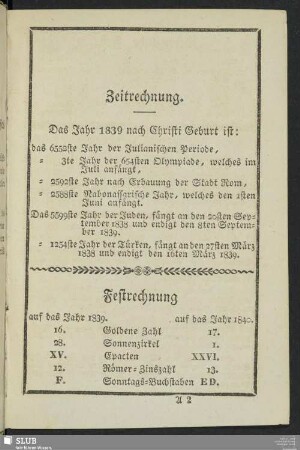 Zeitrechnung.
Das Jahr 1839 nach Christi Geburt ist:
das 6552ste Jahr der Julianischen Periode,
= 3te Jahr der 654sten Olympiade, welches im
Juli anfängt,
= 2592ste Jahr nach Erbauung der Stadt Rom,
= 2588ste Nabonassarische Jahr, welches den 1sten
Juni anfängt.
Das 5599ste Jahr der Juden, fängt an den 20sten Sep-
tember 1838 und endigt den 8ten Septem-
ber 1839.
= 1254ste Jahr der Türken, fängt an den 27sten März
1838 und endigt den 16ten März 1839.
Festrechnung
auf das Jahr 1839. auf das Jahr 1840.
16. Goldene Zahl 17.
28. Sonnenzirkel 1.
XV. Epacten XXVI.
12. Römer-Zinszahl 13.
F. Sonntags-Buchstaben ED.
A 2
SLUB